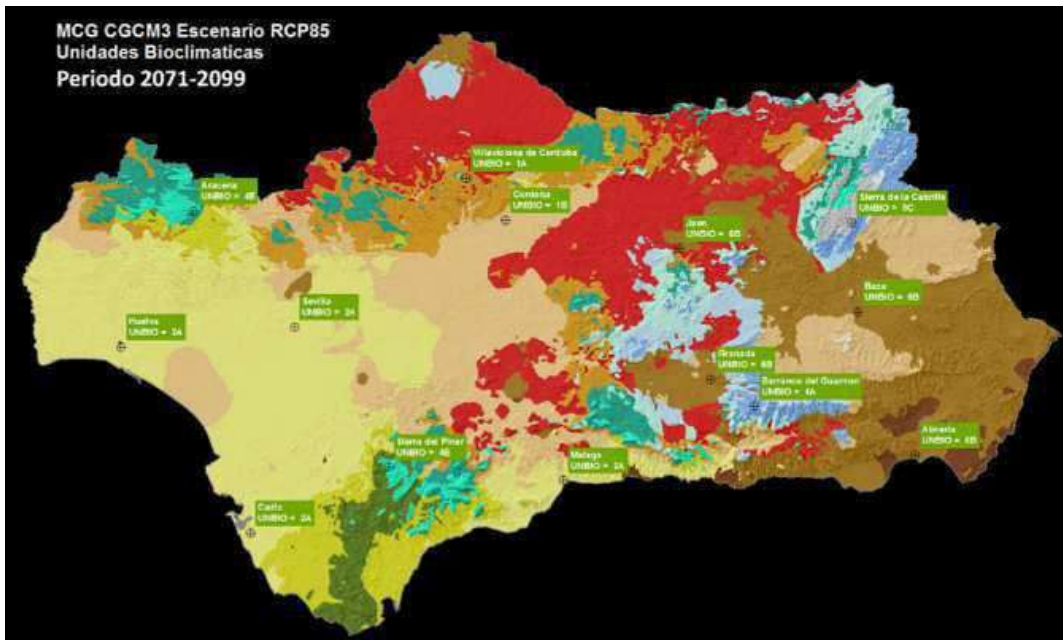 MCG CGCM3 Escenario RCP85
Unidades Bioclimaticas
Periodo 2071-2099
Villaviciosa de Cordoba
UNBIO = 1A
Aracena
UNBIO = 4B
Cordoba
UNBIO = 1B
Sierra de la Cabrilla
UNBIO =
Jaen
UNBIO = 6B
Baza
UNBIO = 6B
Sevilla
UNBIO = 2A
Huelva
UNBIO = 2A
Granada
UNBIO = 6B
Barranco del Guarnon
UNBIO = 4A
Almeria
UNBIO = 6B
Sierra del Pinar
UNBIO = 4B
Malaga
UNBIO = 2A
Cadiz
UNBIO = 2A